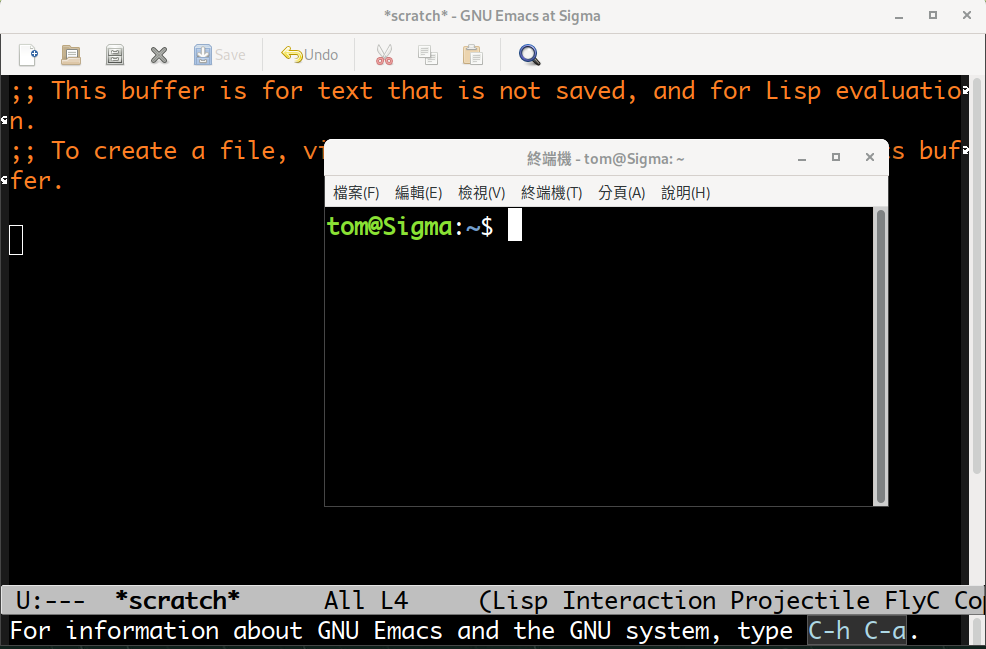 *scratch* - GNU Emacs at Sigma
Save Undo
;; This buffer is for text that is not saved, and for Lisp evaluatio
n.
;; To create a file, s buf
fer.
終端機 - tom@Sigma: ~
檔案(F) 編輯(E) 檢視(V) 終端機(T) 分頁(A) 說明(H)
tom@Sigma:~$
U:--- *scratch* All L4 (Lisp Interaction Projectile FlyC Co
For information about GNU Emacs and the GNU system, type C-h C-a.